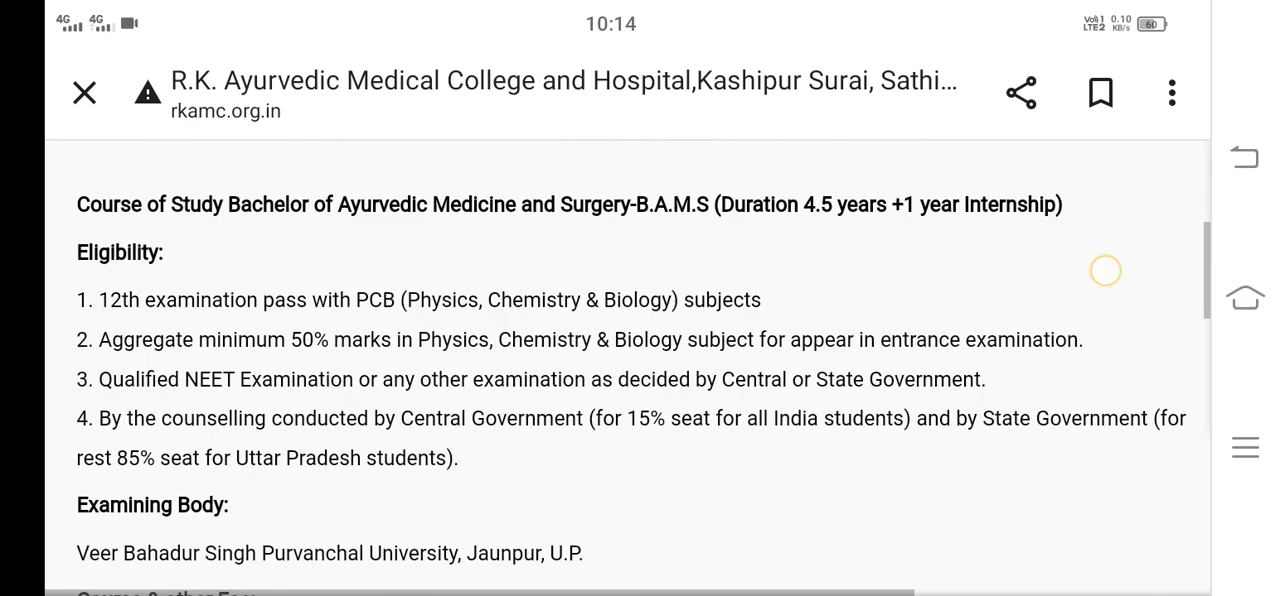 4G 4G 10:14 Vo)) 1 0.10 60
LTE2 KB/s
R.K. Ayurvedic Medical College and Hospital,Kashipur Surai, Sathi...
rkamc.org.in
Course of Study Bachelor of Ayurvedic Medicine and Surgery-B.A.M.S (Duration 4.5 years +1 year Internship)
Eligibility:
1. 12th examination pass with PCB (Physics, Chemistry & Biology) subjects
2. Aggregate minimum 50% marks in Physics, Chemistry & Biology subject for appear in entrance examination.
3. Qualified NEET Examination or any other examination as decided by Central or State Government.
4. By the counselling conducted by Central Government (for 15% seat for all India students) and by State Government (for
rest 85% seat for Uttar Pradesh students).
Examining Body:
Veer Bahadur Singh Purvanchal University, Jaunpur, U.P.